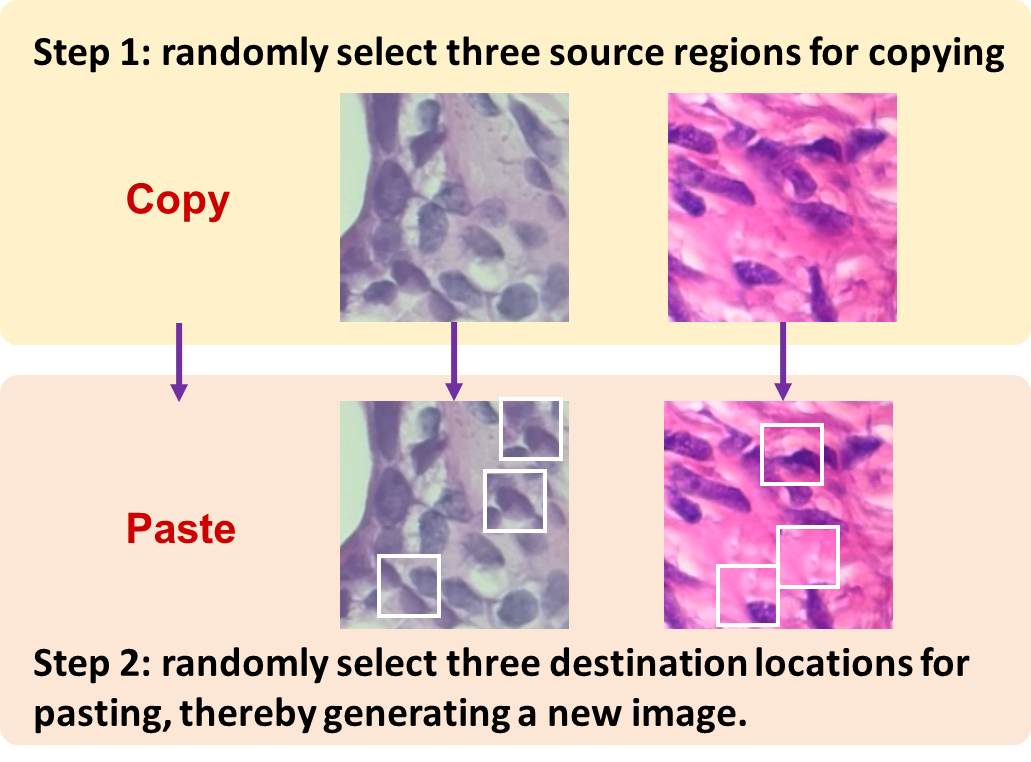 Step 1: randomly select three source regions for copying
Copy
Paste
Step 2: randomly select three destination locations for
pasting, thereby generating a new image.